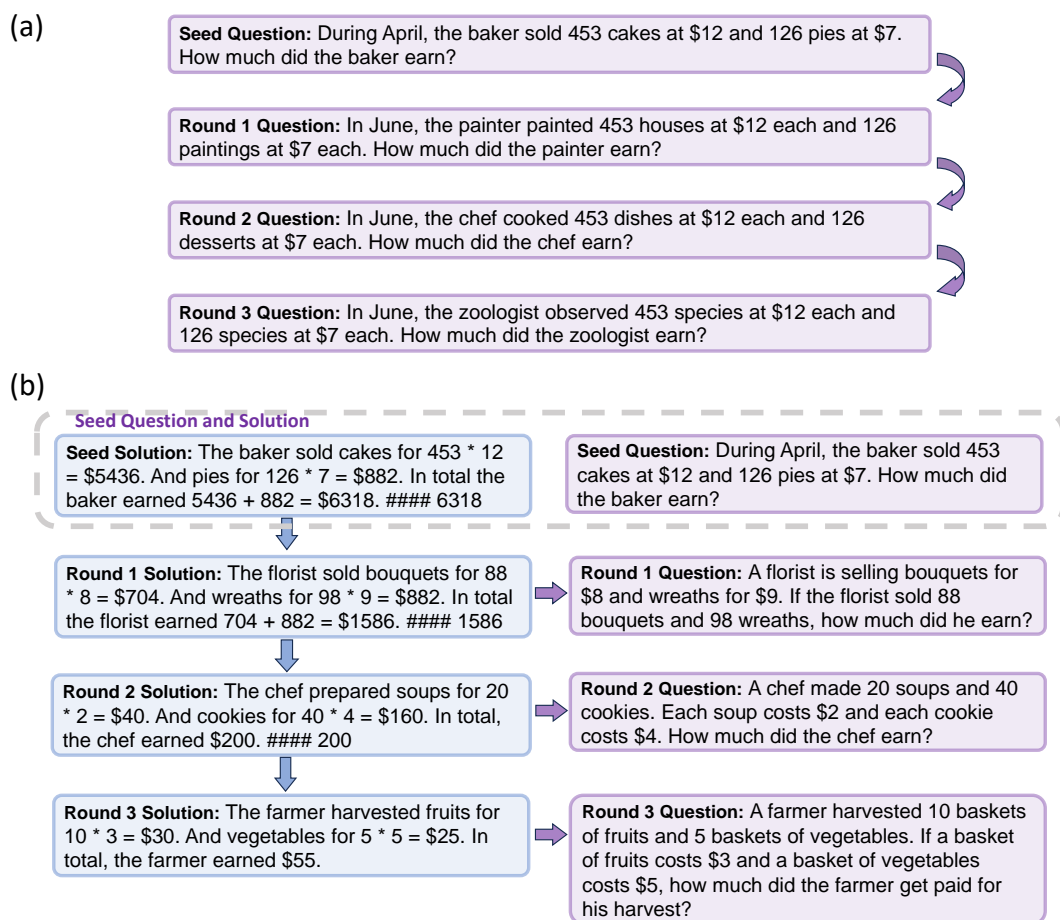 (a)
Seed Question: During April, the baker sold 453 cakes at $12 and 126 pies at $7.
How much did the baker earn?
Round 1 Question: In June, the painter painted 453 houses at $12 each and 126
paintings at $7 each. How much did the painter earn?
Round 2 Question: In June, the chef cooked 453 dishes at $12 each and 126
desserts at $7 each. How much did the chef earn?
Round 3 Question: In June, the zoologist observed 453 species at $12 each and
126 species at $7 each. How much did the zoologist earn?
(b)
Seed Question and Solution
Seed Solution: The baker sold cakes for 453 * 12
= $5436. And pies for 126 * 7 = $882. In total the
baker earned 5436 + 882 = $6318. #### 6318
Seed Question: During April, the baker sold 453
cakes at $12 and 126 pies at $7. How much did
the baker earn?
Round 1 Solution: The florist sold bouquets for 88
* 8 = $704. And wreaths for 98 * 9 = $882. In total
the florist earned 704 + 882 = $1586. #### 1586
Round 1 Question: A florist is selling bouquets for
$8 and wreaths for $9. If the florist sold 88
bouquets and 98 wreaths, how much did he earn?
Round 2 Solution: The chef prepared soups for 20
* 2 = $40. And cookies for 40 * 4 = $160. In total,
the chef earned $200. #### 200
Round 2 Question: A chef made 20 soups and 40
cookies. Each soup costs $2 and each cookie
costs $4. How much did the chef earn?
Round 3 Solution: The farmer harvested fruits for
10 * 3 = $30. And vegetables for 5 * 5 = $25. In
total, the farmer earned $55.
Round 3 Question: A farmer harvested 10 baskets
of fruits and 5 baskets of vegetables. If a basket
of fruits costs $3 and a basket of vegetables
costs $5, how much did the farmer get paid for
his harvest?